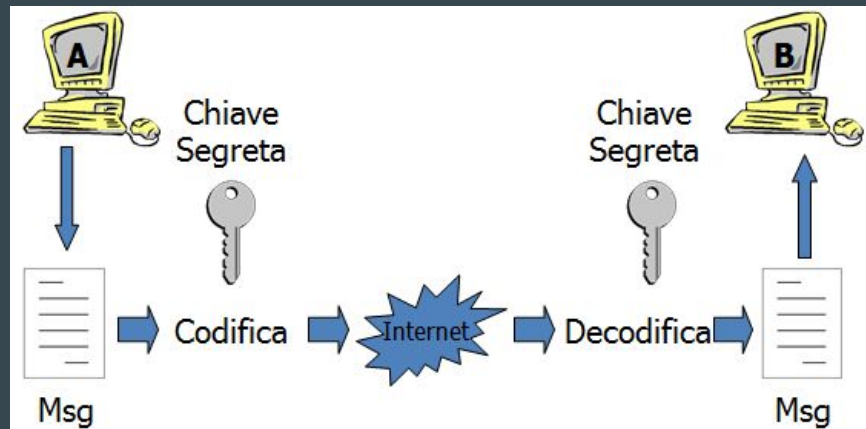 A
B
Chiave
Segreta
Chiave
Segreta
Codifica
Internet
Decodifica
Msg
Msg